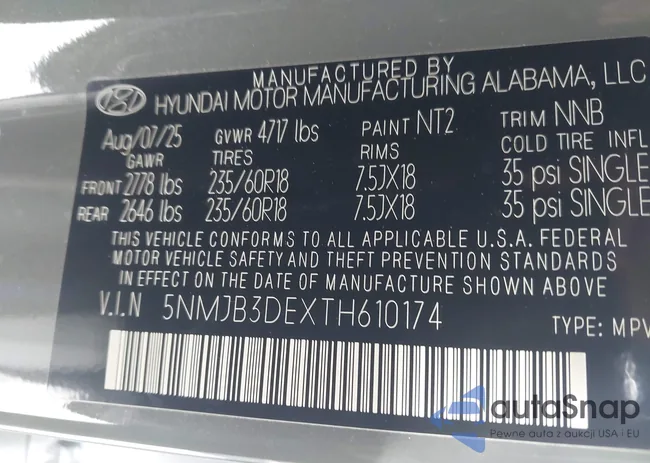 MANUFACTURED BY
HYUNDAI MOTOR MANUFACTURING ALABAMA, LLC
Aug/07/25 GVWR 4717 lbs PAINT NT2 TRIM NNB
GAWR TIRES RIMS COLD TIRE INFL
FRONT 2778 lbs 235/60R18 7.5JX18 35 psi SINGLE
REAR 2646 lbs 235/60R18 7.5JX18 35 psi SINGLE
THIS VEHICLE CONFORMS TO ALL APPLICABLE U.S.A. FEDERAL
MOTOR VEHICLE SAFETY AND THEFT PREVENTION STANDARDS
IN EFFECT ON THE DATE OF MANUFACTURE SHOWN ABOVE.
V.I.N 5NMJB3DEXTH610174
TYPE: MPV
autoSnap
Pewne auta z aukcji USA i EU